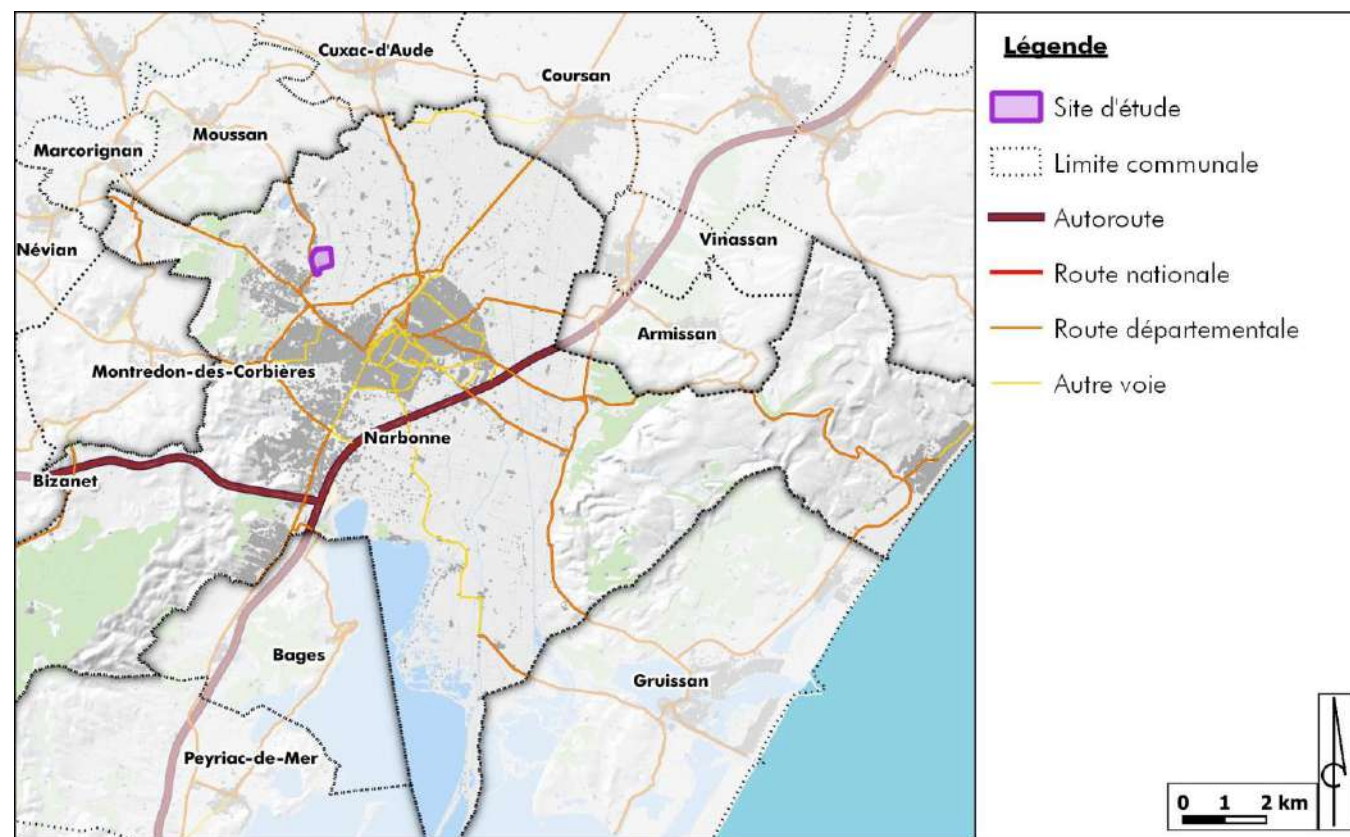 Cuxac-d'Aude
Coursan
Moussan
Marcorignan
Névian
Vinassan
Armissan
Montredon-des-Corbières
Narbonne
Bizanet
Bages
Gruissan
Peyriac-de-Mer
Légende
Site d'étude
Limite communale
Autoroute
Route nationale
Route départementale
Autre voie
0 1 2 km